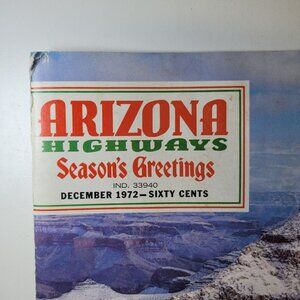 ARIZONA
HIGHWAYS
Season's Greetings
IND. 33940
DECEMBER 1972—SIXTY CENTS